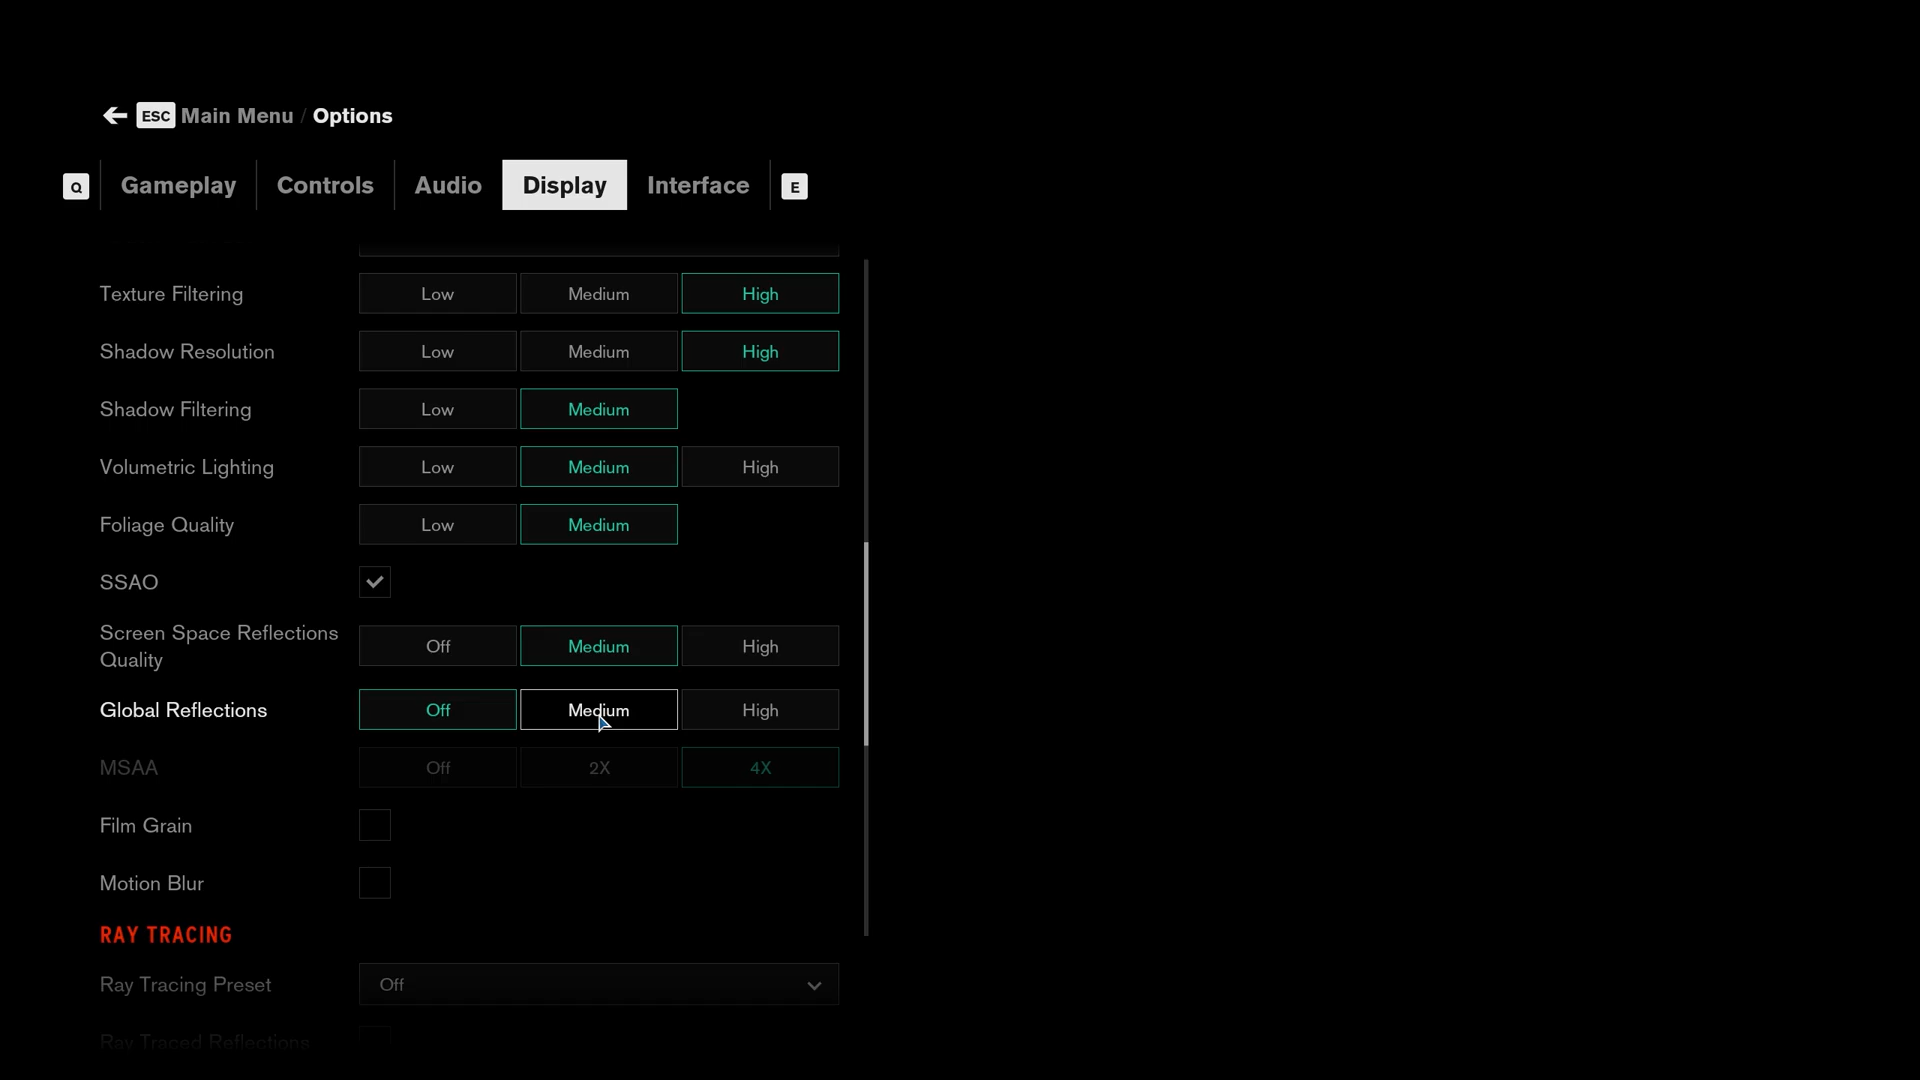 ESC Main Menu / Options
Q Gameplay Controls Audio Display Interface E
Texture Filtering Low Medium High
Shadow Resolution Low Medium High
Shadow Filtering Low Medium
Volumetric Lighting Low Medium High
Foliage Quality Low Medium
SSAO
Screen Space Reflections
Quality Off Medium High
Global Reflections Off Medium High
MSAA Off 2X 4X
Film Grain
Motion Blur
RAY TRACING
Ray Tracing Preset Off
Ray Traced Reflections